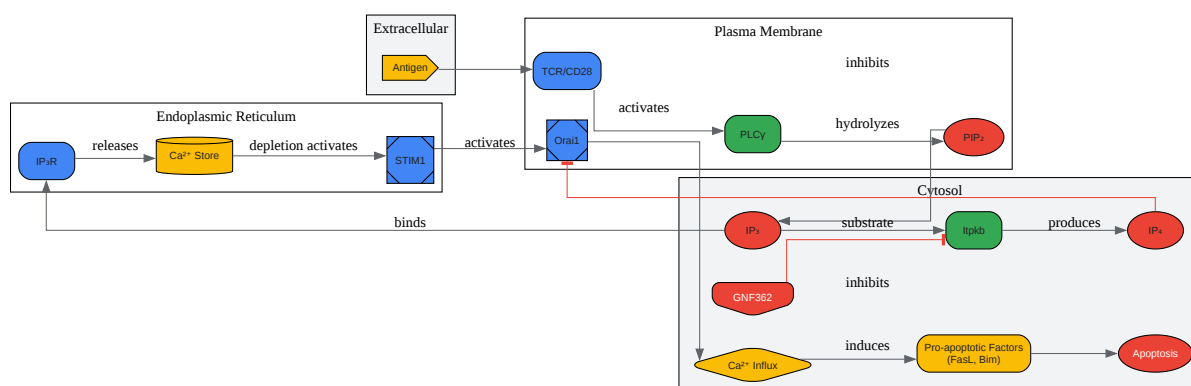 Extracellular
Antigen
Plasma Membrane
TCR/CD28
inhibits
activates
PLCγ
hydrolyzes
PIP₂
Orai1
Endoplasmic Reticulum
IP₃R
releases
Ca²⁺ Store
depletion activates
STIM1
activates
Cytosol
binds
IP₃
substrate
Itpkb
produces
IP₄
GNF362
inhibits
Ca²⁺ Influx
induces
Pro-apoptotic Factors
(FasL, Bim)
Apoptosis